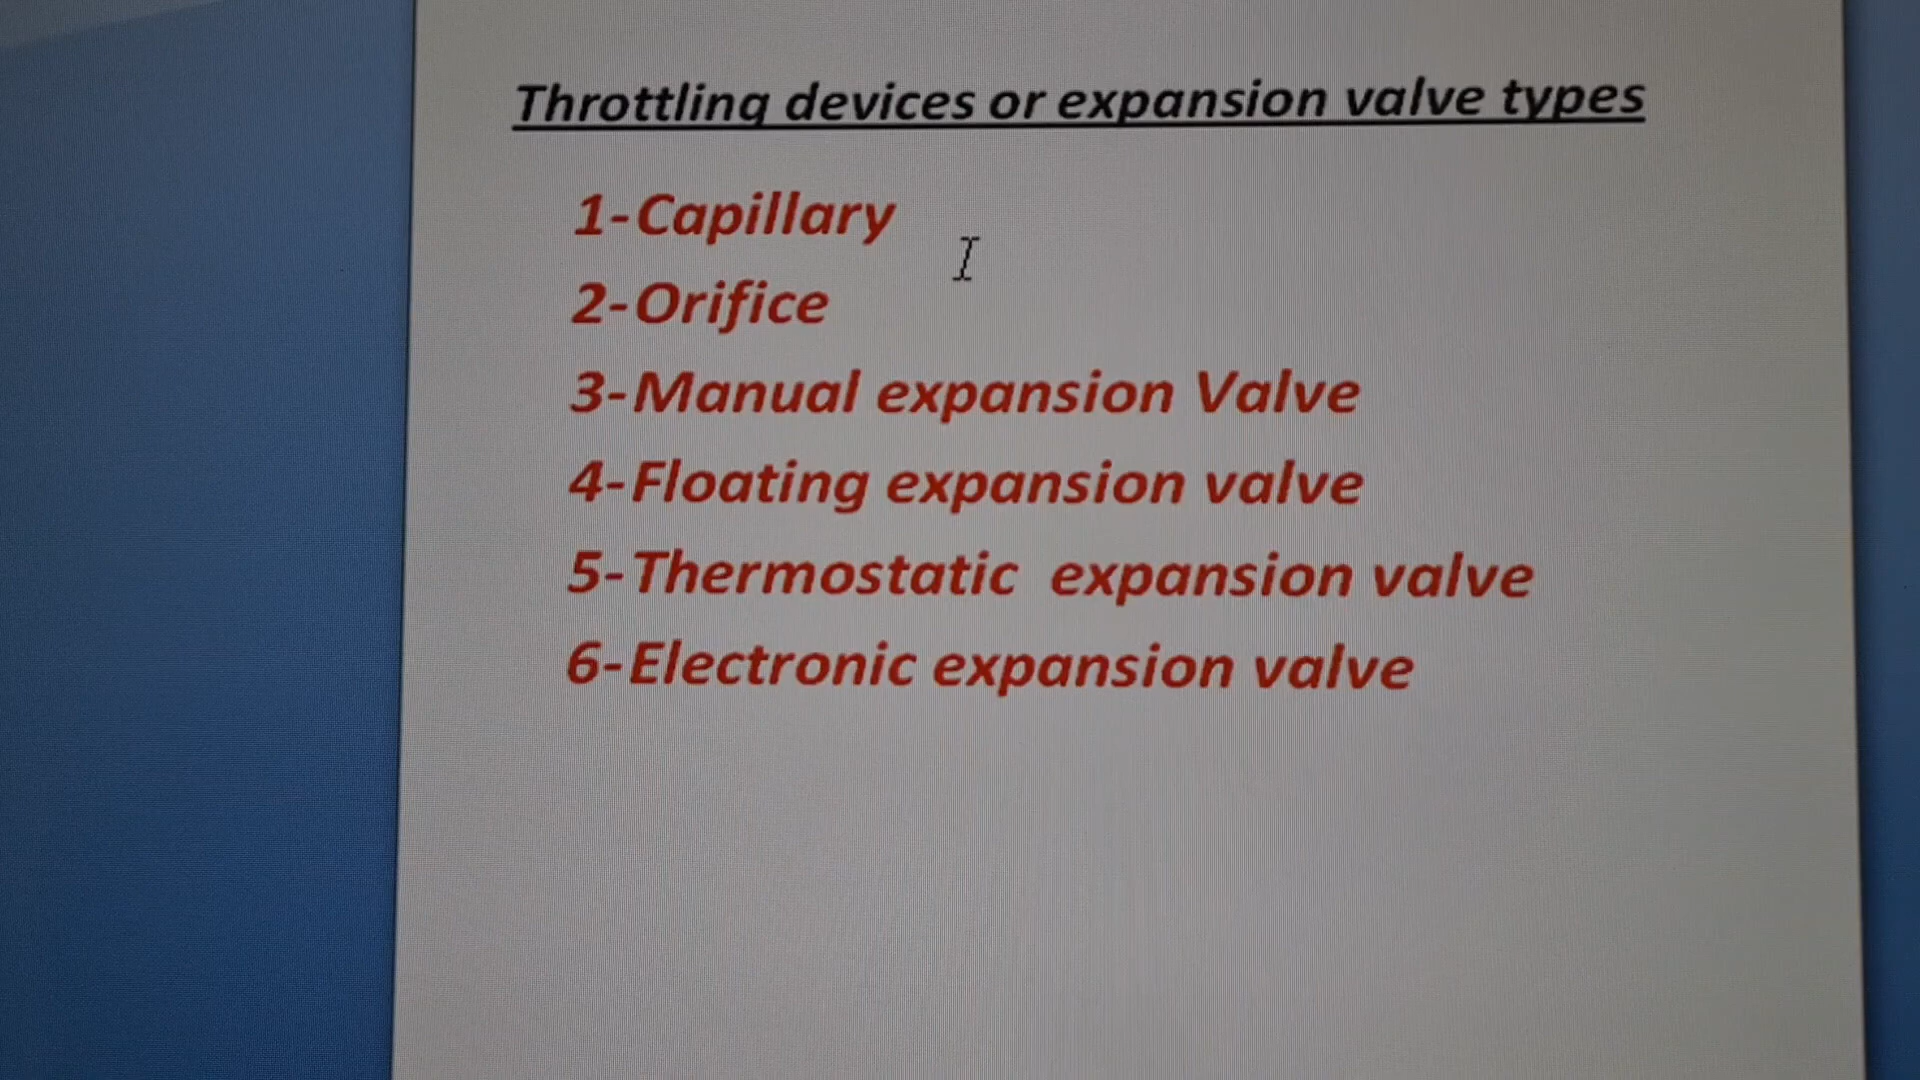 Throttling devices or expansion valve types
1-Capillary
2-Orifice
3-Manual expansion Valve
4-Floating expansion valve
5-Thermostatic expansion valve
6-Electronic expansion valve